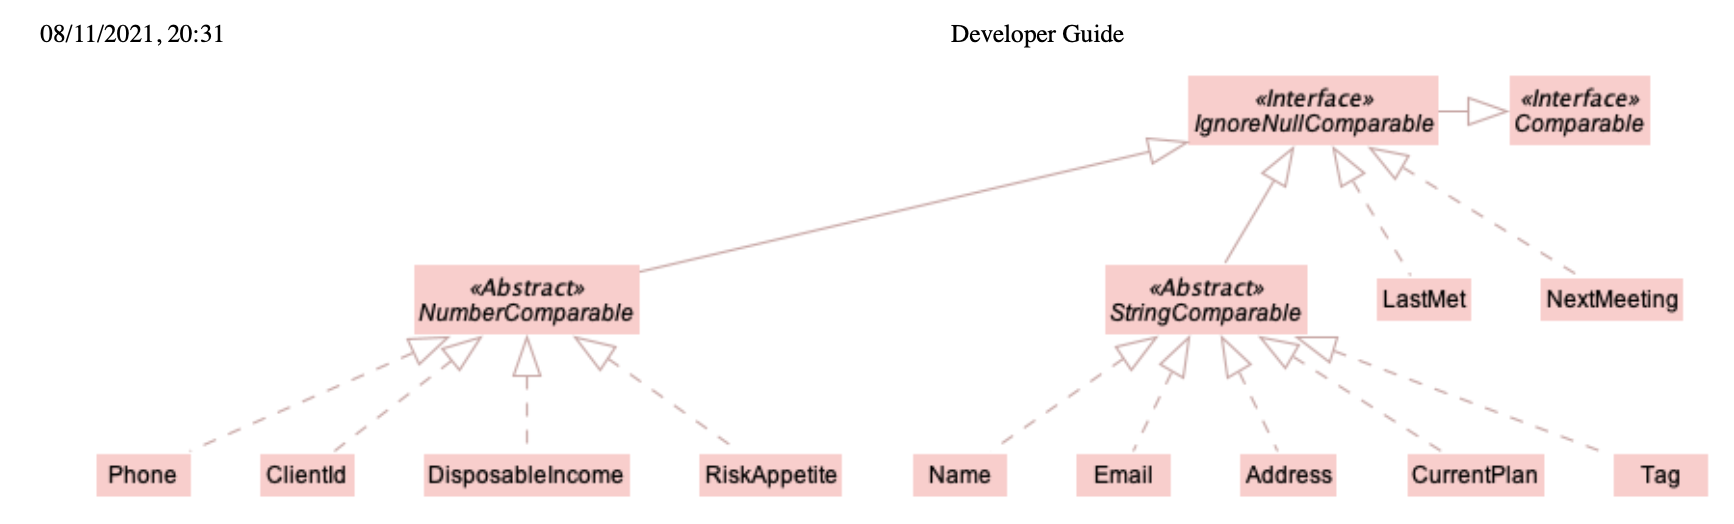 08/11/2021, 20:31
Developer Guide
«Interface»
IgnoreNullComparable
«Interface»
Comparable
«Abstract»
NumberComparable
«Abstract»
StringComparable
LastMet
NextMeeting
Phone
ClientId
DisposableIncome
RiskAppetite
Name
Email
Address
CurrentPlan
Tag